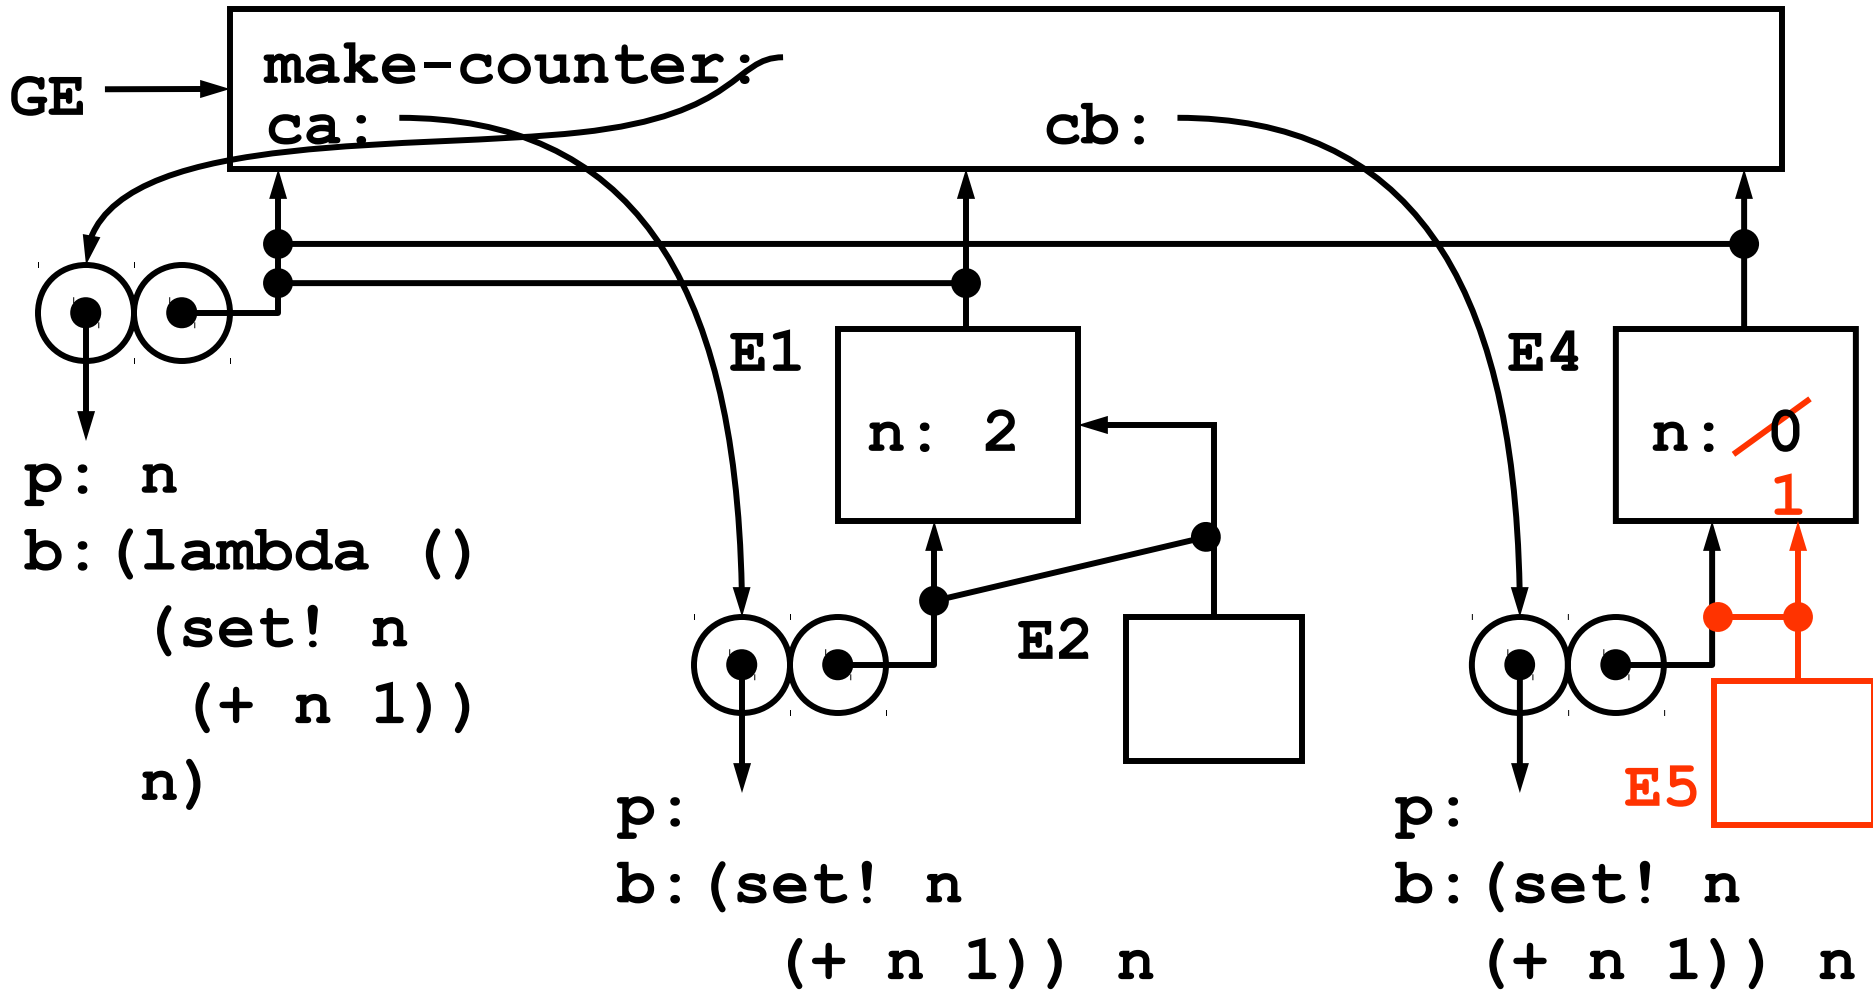 make-counter:
GE
ca:
cb:
E1
n: 2
E4
n: 0
1
p: n
b:(lambda ()
(set! n
(+ n 1))
n)
E2
p:
b:(set! n
(+ n 1)) n
E5
p:
b:(set! n
(+ n 1)) n